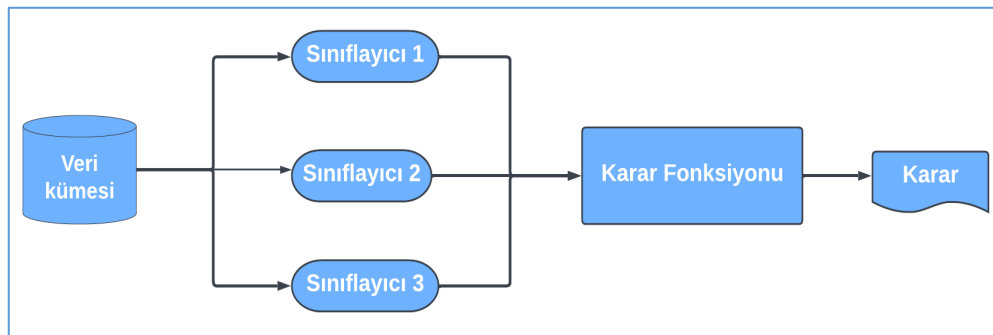 Veri
kümesi
Sınıflayıcı 1
Sınıflayıcı 2
Sınıflayıcı 3
Karar Fonksiyonu
Karar